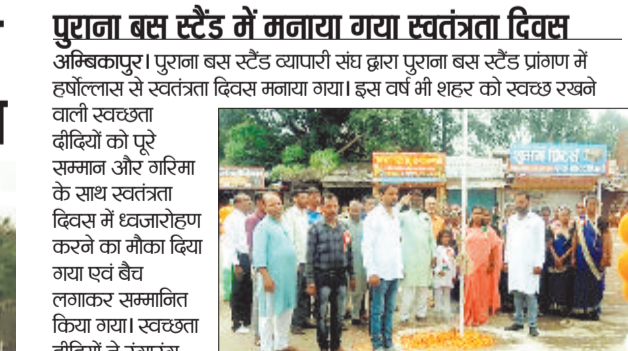 पुराना बस स्टैंड में मनाया गया स्वतंत्रता दिवस
अम्बिकापुर। पुराना बस स्टैंड व्यापारी संघ द्वारा पुराना बस स्टैंड प्रांगण में
हर्षोल्लास से स्वतंत्रता दिवस मनाया गया। इस वर्ष भी शहर को स्वच्छ रखने
वाली स्वच्छता
दीदियों को पूरे
सम्मान और गरिमा
के साथ स्वतंत्रता
दिवस में ध्वजारोहण
करने का मौका दिया
गया एवं बैच
लगाकर सम्मानित
किया गया। स्वच्छता